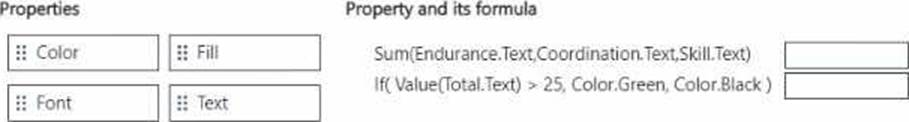 Properties
Property and its formula
Color
Fill
Font
Text
Sum(Endurance.Text,Coordination.Text,Skill.Text)
If( Value(Total.Text) > 25, Color.Green, Color.Black )